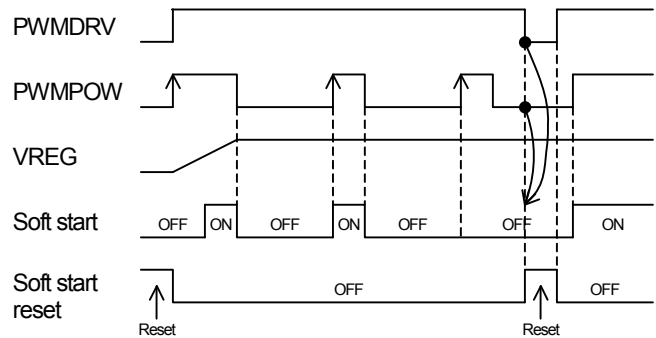 PWMDRV
PWMPOW
VREG
Soft start OFF ON OFF ON OFF OFF ON
Soft start
reset
OFF OFF
Reset Reset